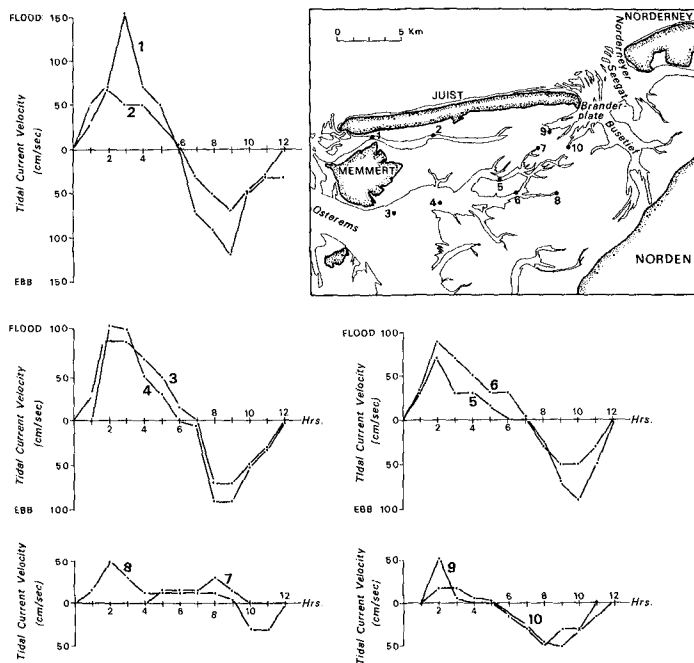 FLOOD
150
100
50
0
50
100
150
EBB
Tidal Current Velocity
(cm/sec)
1
2
2
4
6
8
10
12
0
5 Km
NORDERNEY
Norderneyer
Seegat
JUIST
Brander-
plate
Busetief
MEMMERT
Osterems
NORDEN
1
2
3
4
5
6
7
8
9
10
FLOOD
100
50
0
50
100
EBB
Tidal Current Velocity
(cm/sec)
3
4
2
4
6
8
10
12
Hrs.
FLOOD
100
50
0
50
100
EBB
Tidal Current Velocity
(cm/sec)
6
5
2
4
6
8
10
12
Hrs.
50
0
50
Tidal Current Velocity
(cm/sec)
8
7
2
4
6
8
10
12
Hrs.
50
0
50
Tidal Current Velocity
(cm/sec)
9
10
2
4
6
8
10
12
Hrs.